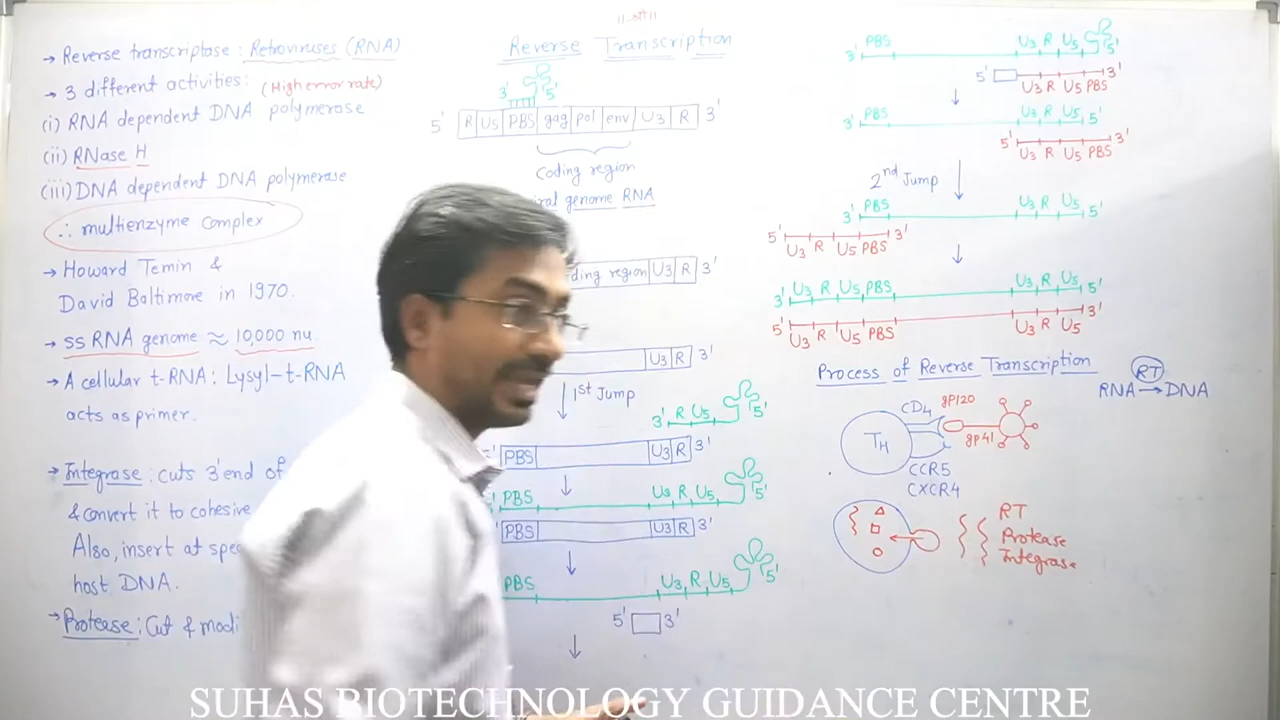 ॥श्री॥
→ Reverse transcriptase : Retroviruses (RNA)
→ 3 different activities: (High error rate)
(i) RNA dependent DNA polymerase
(ii) RNase H
(iii) DNA dependent DNA polymerase
∴ multienzyme complex
→ Howard Temin &
David Baltimore in 1970.
→ ss RNA genome ≈ 10,000 nu.
→ A cellular t-RNA : Lysyl-t-RNA
acts as primer.
→ Integrase : cuts 3' end of
& convert it to cohesive
Also, insert at
host DNA.
→ Protease : Cut &
Reverse Transcription
3' 5'
5' R U5 PBS gag pol env U3 R 3'
Coding region
genome RNA
region U3 R 3'
U3 R 3'
1st Jump
3' R U5 5'
PBS U3 R 3'
PBS U3 R U5 5'
PBS U3 R 3'
PBS U3 R U5 5'
5' 3'
3' PBS U3 R U5 5'
5' U3 R U5 PBS 3'
3' PBS U3 R U5 5'
5' U3 R U5 PBS 3'
2nd Jump
3' PBS U3 R U5 5'
5' U3 R U5 PBS 3'
3' U3 R U5 PBS U3 R U5 5'
5' U3 R U5 PBS U3 R U5 3'
Process of Reverse Transcription
RT
RNA → DNA
TH CD4 gp120
gp41
CCR5
CXCR4
RT
Protease
Integrase
SUHAS BIOTECHNOLOGY GUIDANCE CENTRE